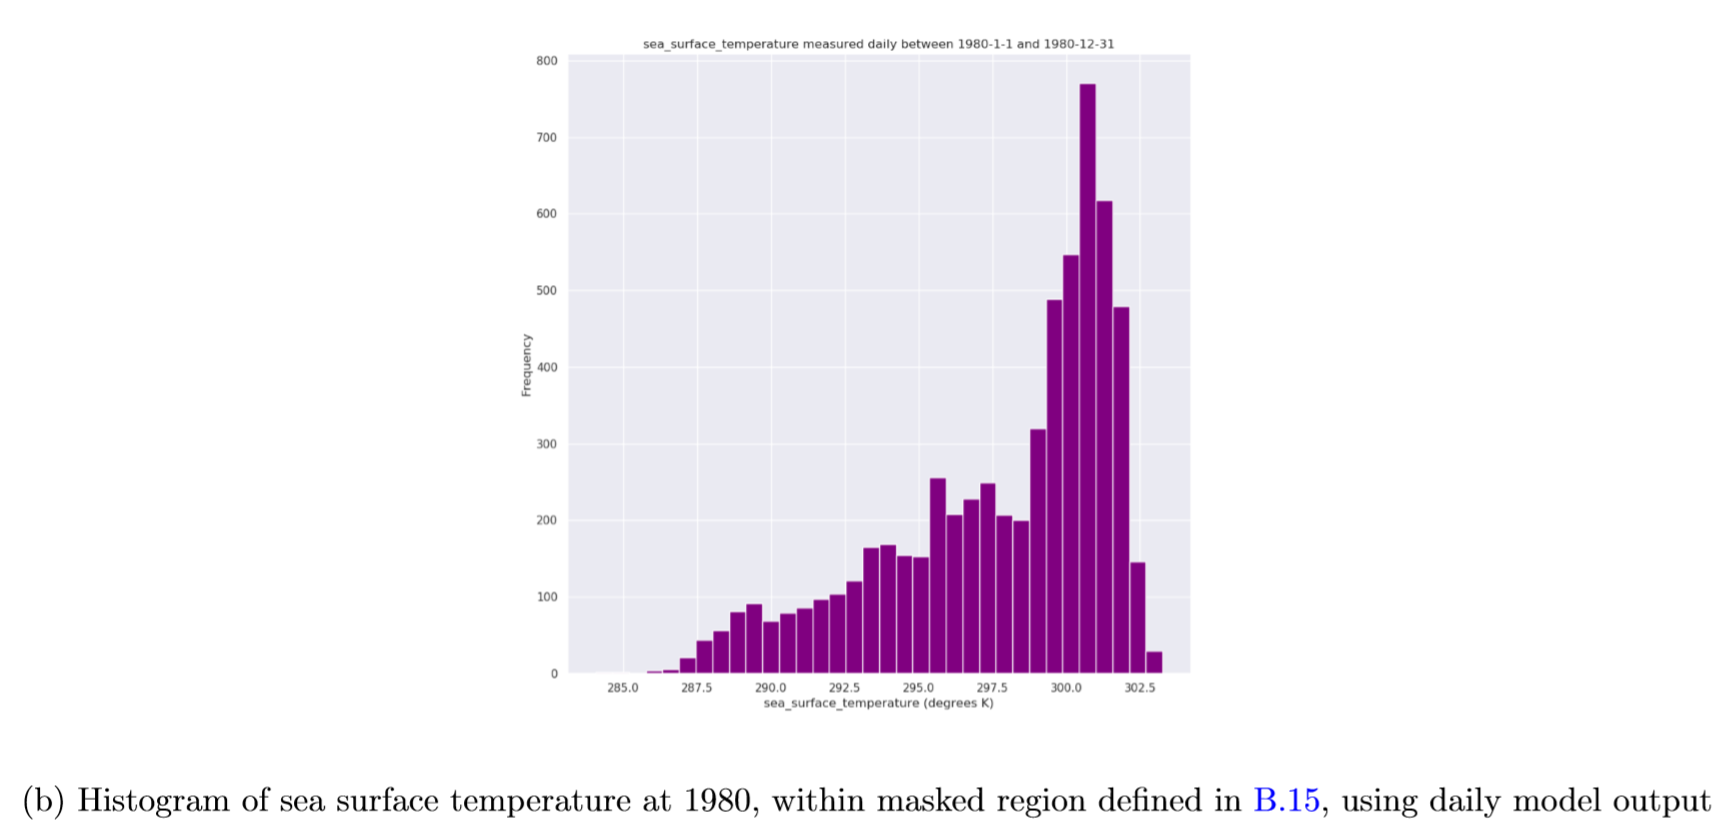 sea_surface_temperature measured daily between 1980-1-1 and 1980-12-31
800
700
600
500
400
300
200
100
0
Frequency
285.0 287.5 290.0 292.5 295.0 297.5 300.0 302.5
sea_surface_temperature (degrees K)
(b) Histogram of sea surface temperature at 1980, within masked region defined in B.15, using daily model output